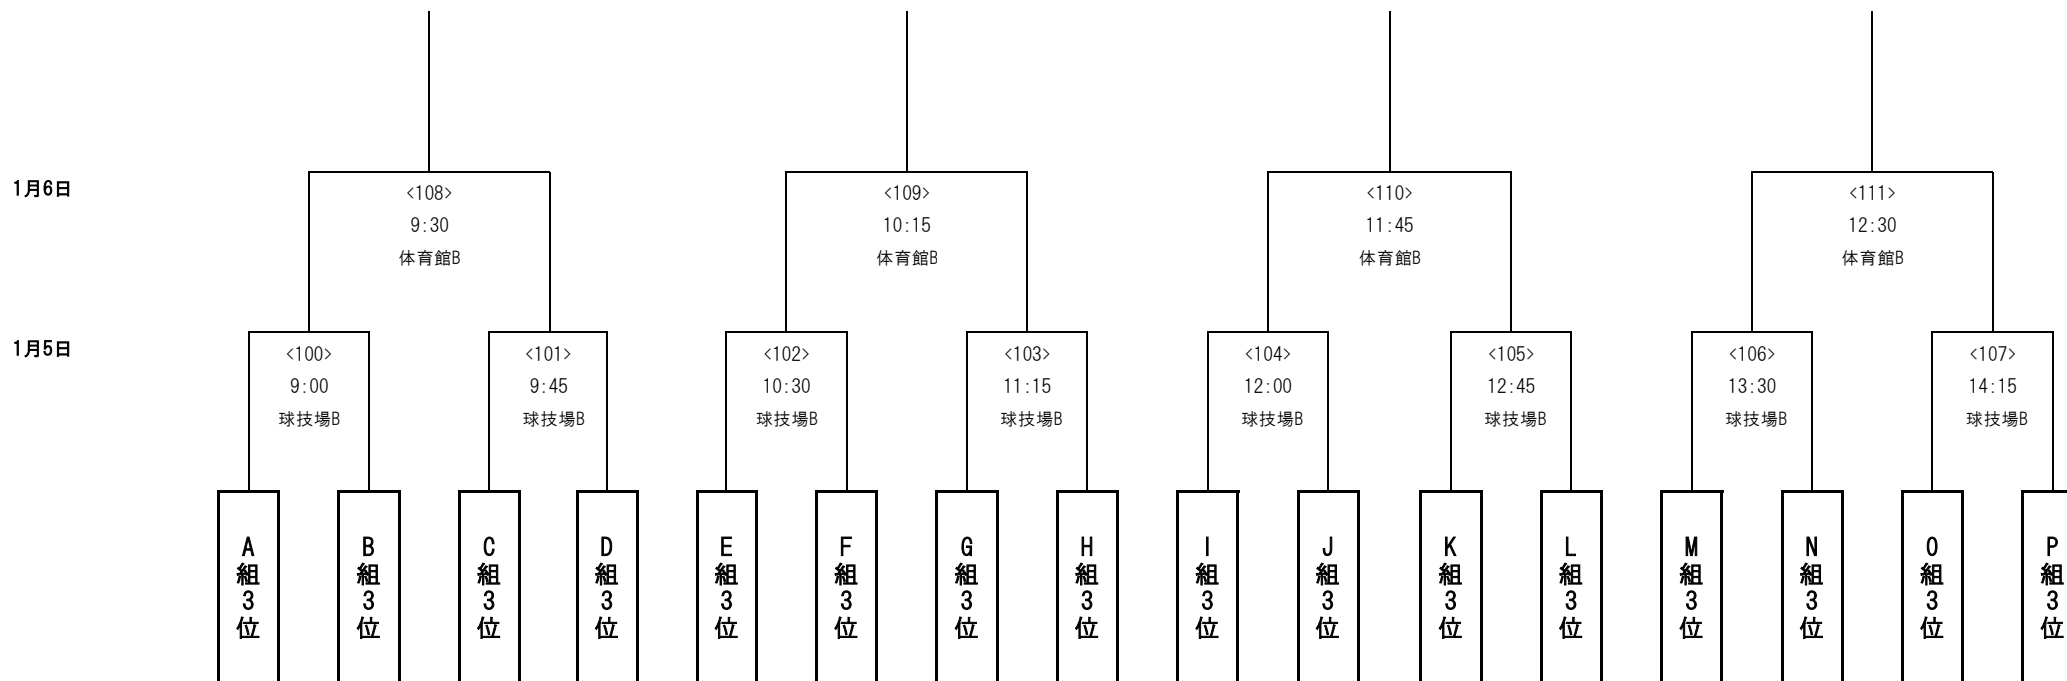 1月6日
<108>
9:30
体育館B
<109>
10:15
体育館B
<110>
11:45
体育館B
<111>
12:30
体育館B
1月5日
<100>
9:00
球技場B
<101>
9:45
球技場B
<102>
10:30
球技場B
<103>
11:15
球技場B
<104>
12:00
球技場B
<105>
12:45
球技場B
<106>
13:30
球技場B
<107>
14:15
球技場B
A組3位
B組3位
C組3位
D組3位
E組3位
F組3位
G組3位
H組3位
I組3位
J組3位
K組3位
L組3位
M組3位
N組3位
O組3位
P組3位